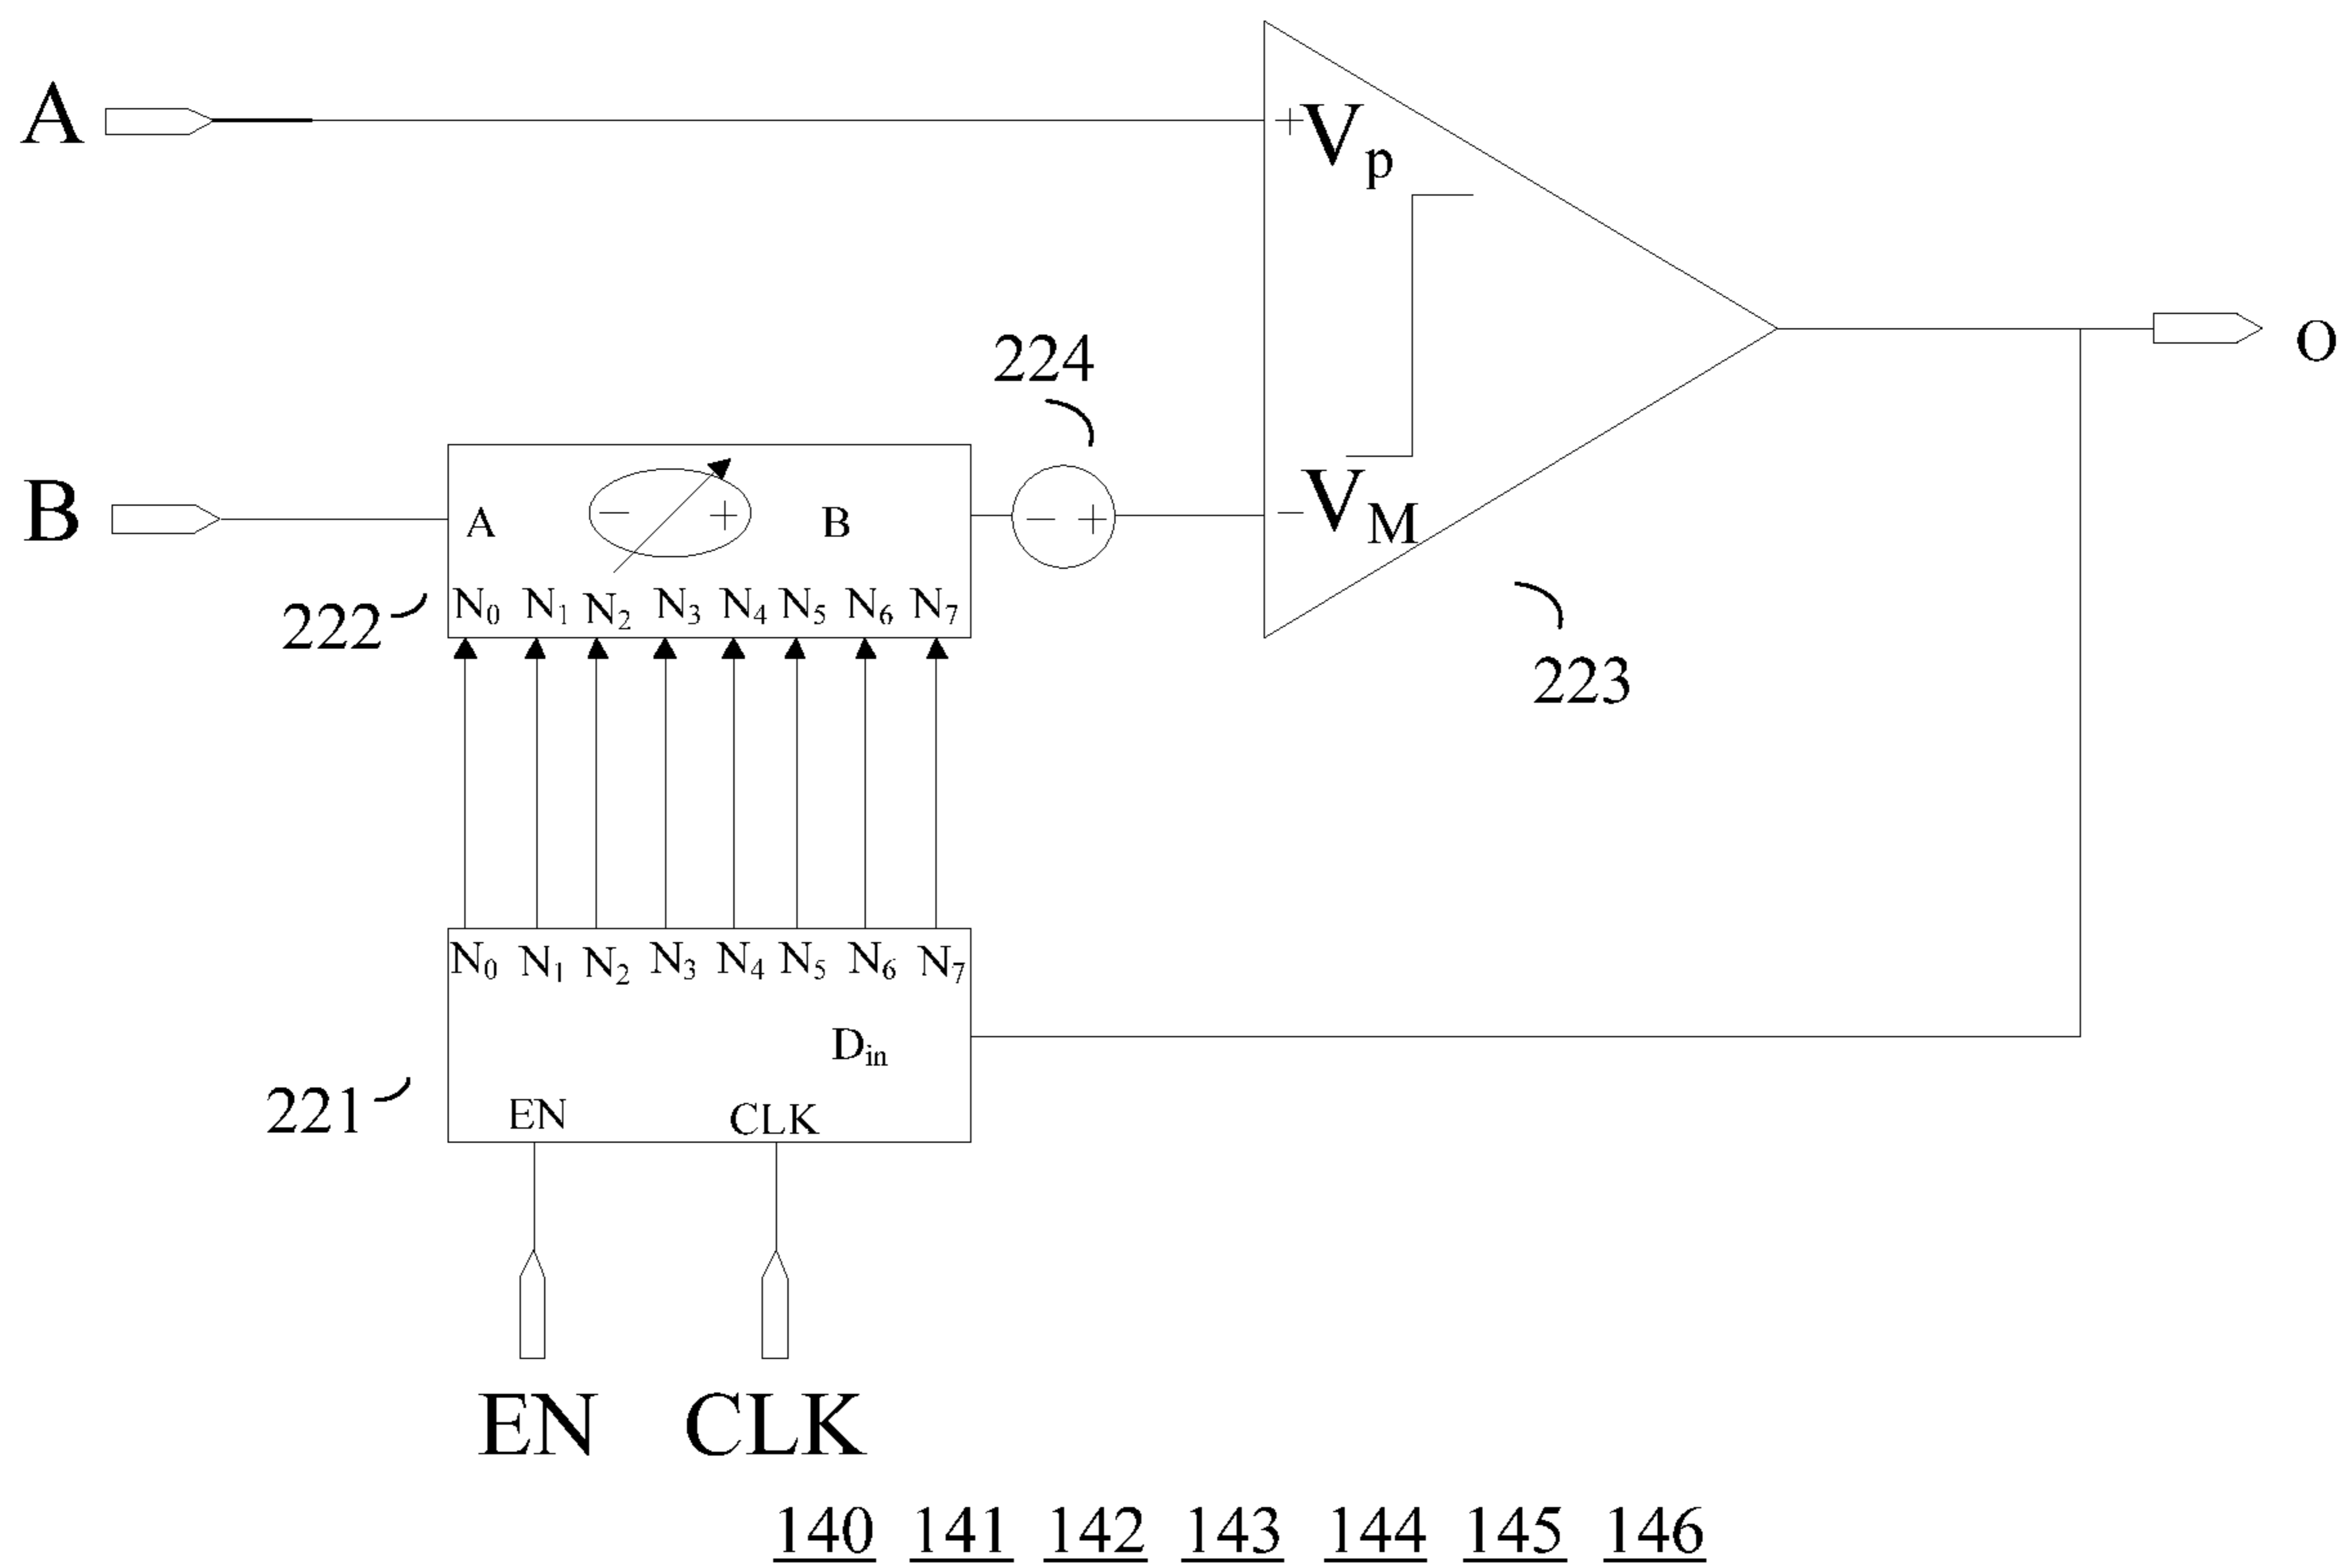 A
+ Vp
224
B
A − + B
− +
− VM
O
222
N0 N1 N2 N3 N4 N5 N6 N7
223
N0 N1 N2 N3 N4 N5 N6 N7
Din
221
EN CLK
EN CLK
140 141 142 143 144 145 146